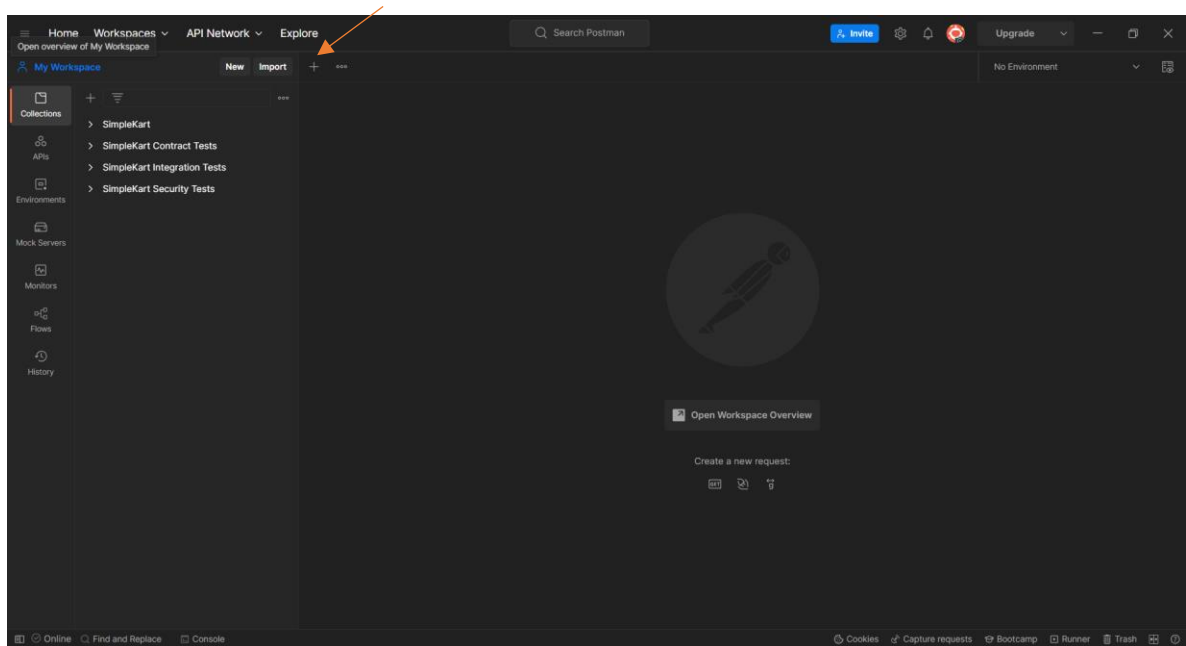 Home Workspaces API Network Explore Search Postman Invite Upgrade
Open overview of My Workspace
My Workspace New Import No Environment
Collections
APIs
Environments
Mock Servers
Monitors
Flows
History
SimpleKart
SimpleKart Contract Tests
SimpleKart Integration Tests
SimpleKart Security Tests
Open Workspace Overview
Create a new request:
GET
Online Find and Replace Console Cookies Capture requests Bootcamp Runner Trash